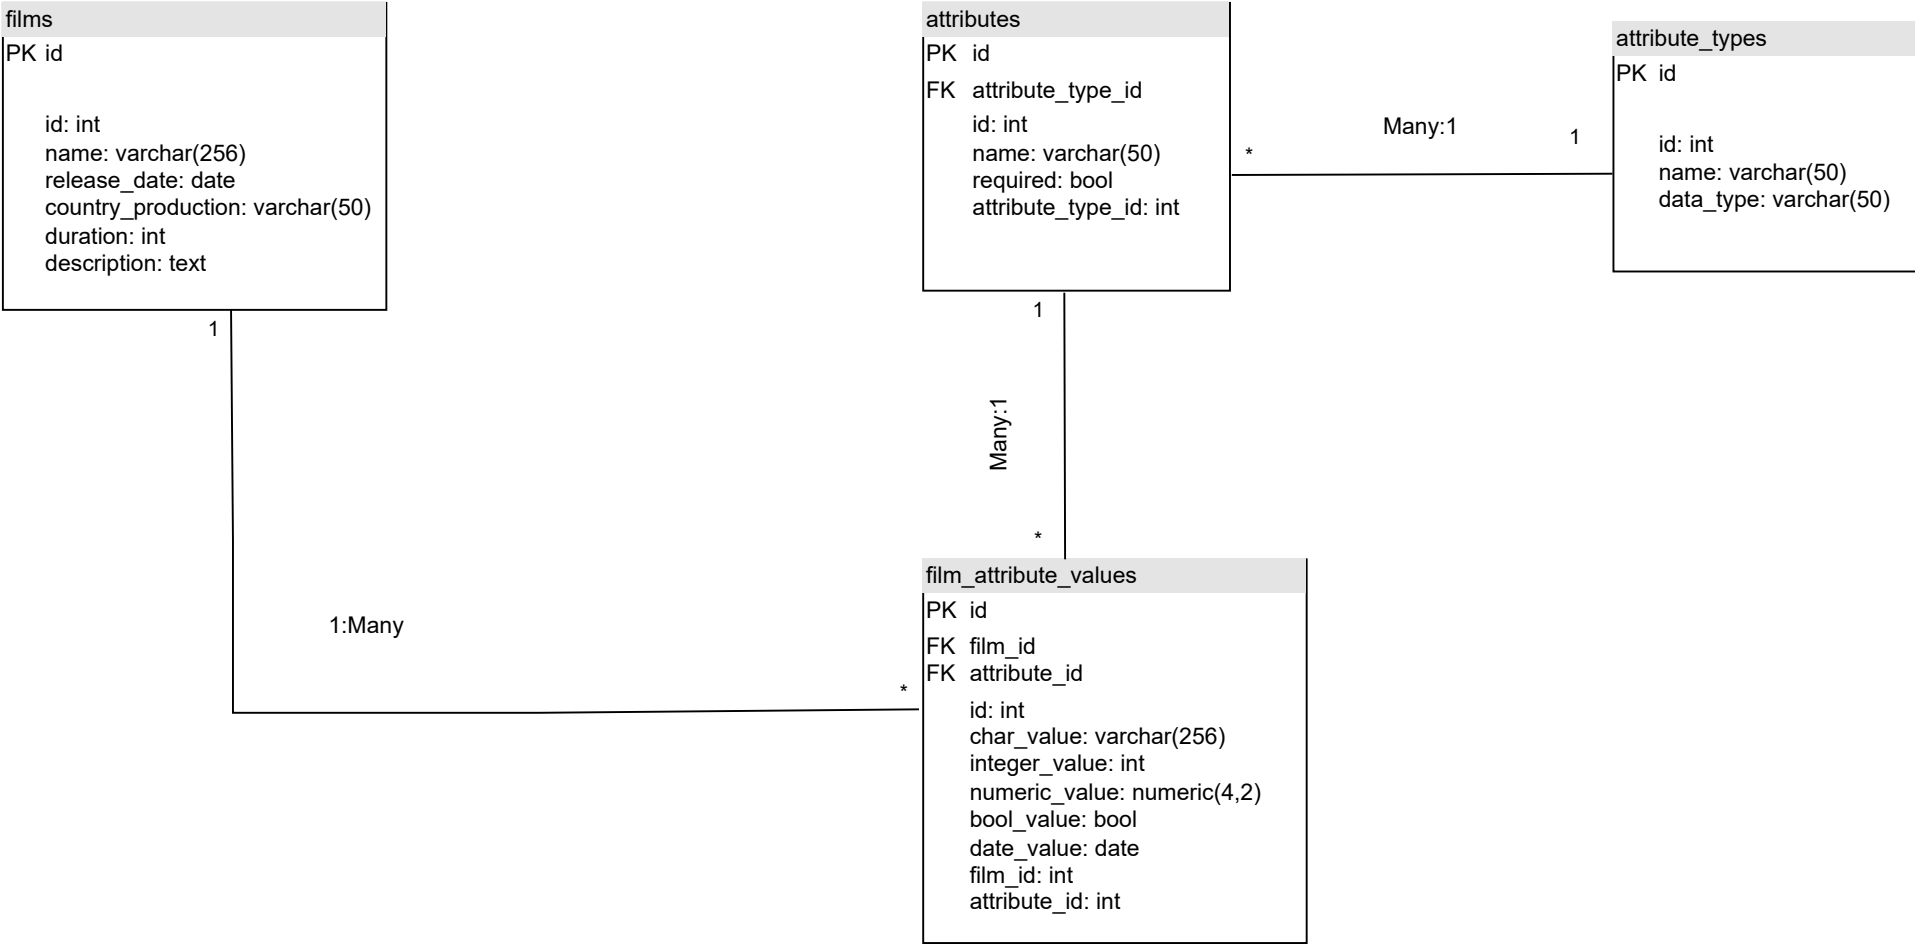 films
PK id
id: int
name: varchar(256)
release_date: date
country_production: varchar(50)
duration: int
description: text
attributes
PK id
FK attribute_type_id
id: int
name: varchar(50)
required: bool
attribute_type_id: int
attribute_types
PK id
id: int
name: varchar(50)
data_type: varchar(50)
Many:1
*
1
1
Many:1
*
1
1:Many
*
film_attribute_values
PK id
FK film_id
FK attribute_id
id: int
char_value: varchar(256)
integer_value: int
numeric_value: numeric(4,2)
bool_value: bool
date_value: date
film_id: int
attribute_id: int